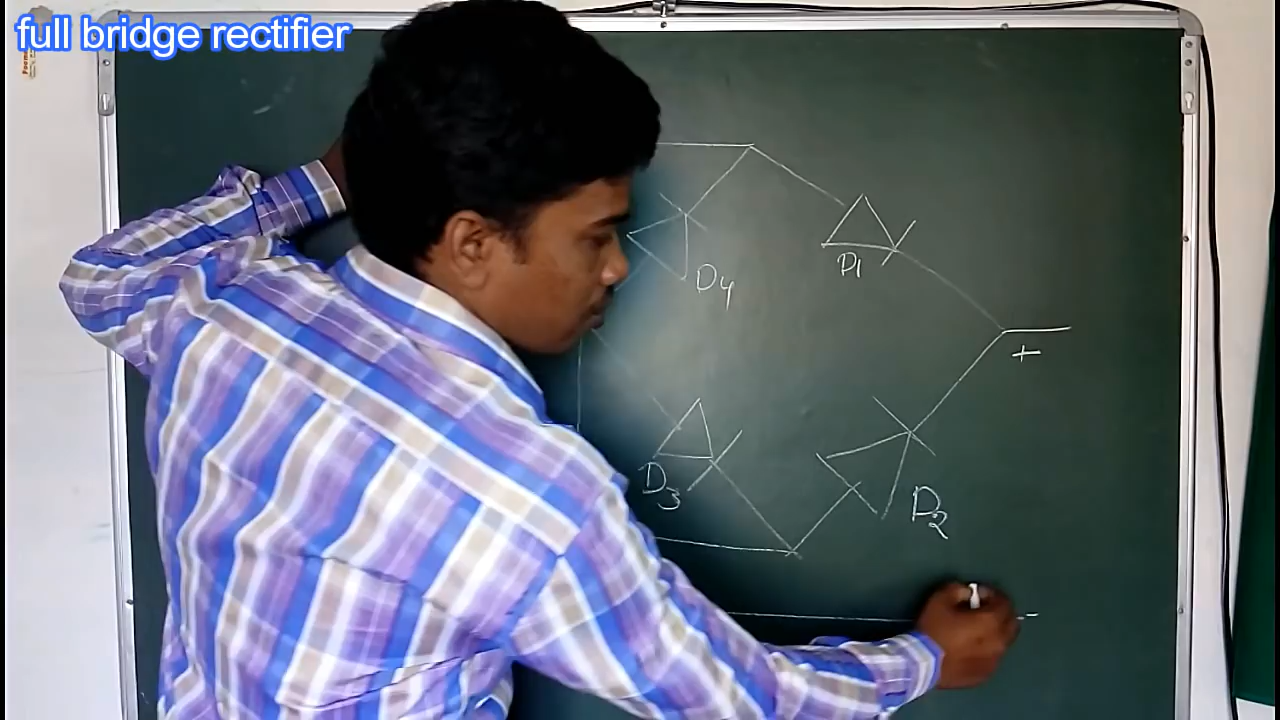 full bridge rectifier
D4
D1
+
D3
D2
-